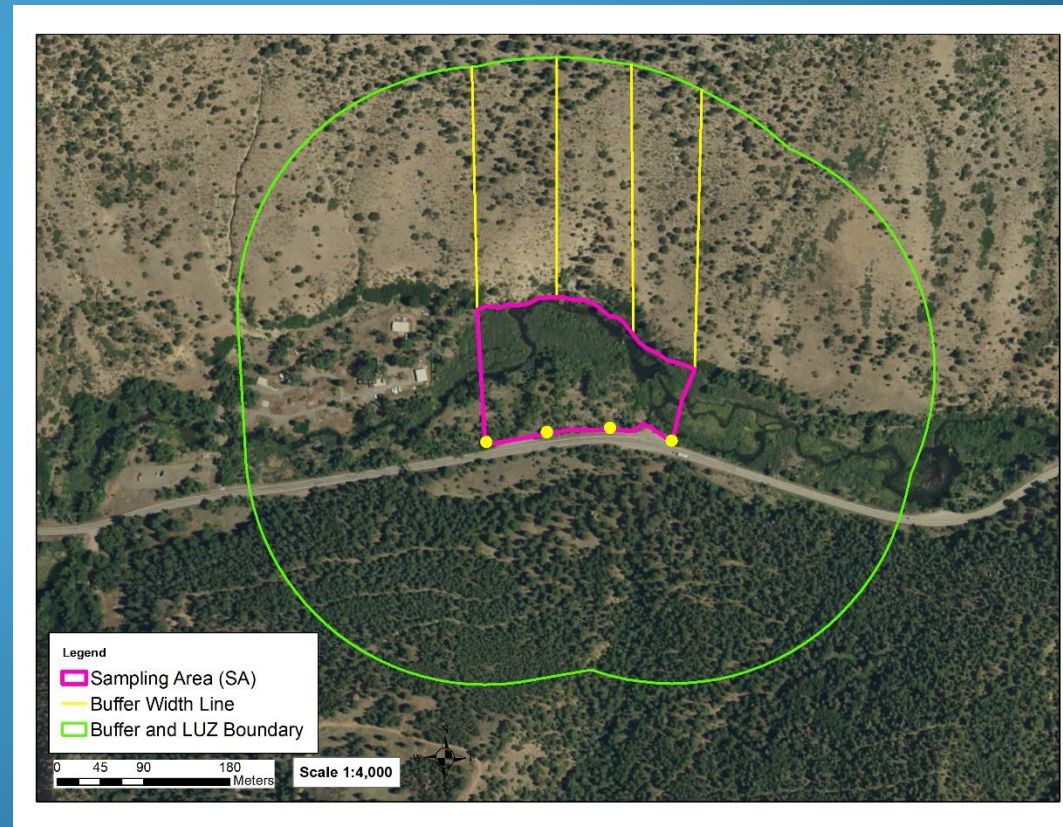 Legend
Sampling Area (SA)
Buffer Width Line
Buffer and LUZ Boundary
0 45 90 180
Meters
Scale 1:4,000